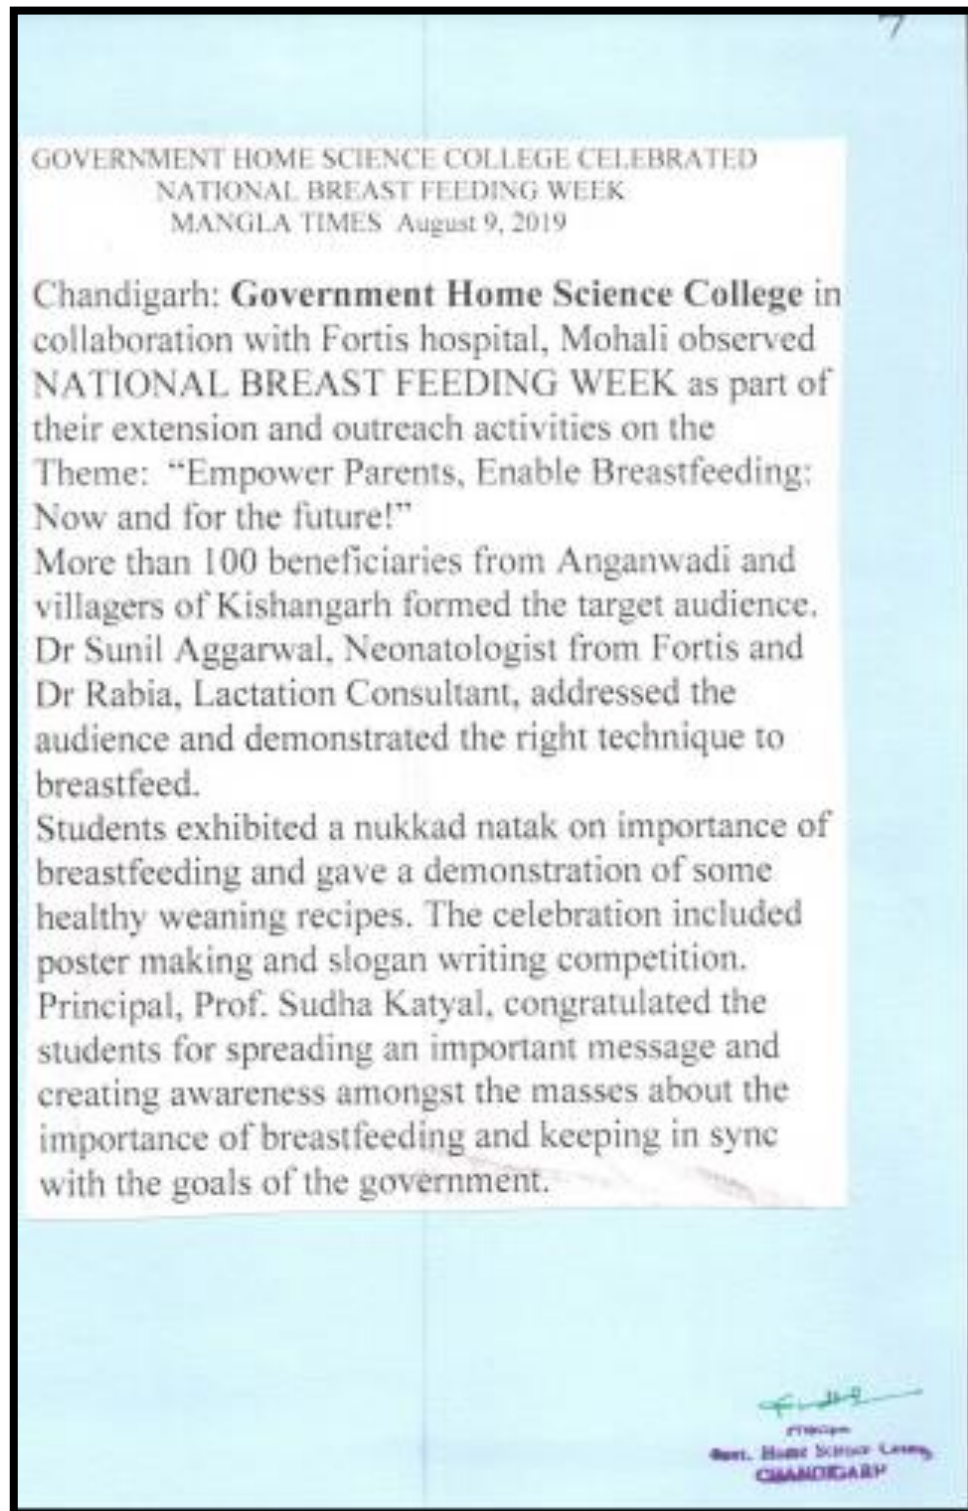 7
GOVERNMENT HOME SCIENCE COLLEGE CELEBRATED
NATIONAL BREAST FEEDING WEEK
MANGLA TIMES August 9, 2019
Chandigarh: Government Home Science College in
collaboration with Fortis hospital, Mohali observed
NATIONAL BREAST FEEDING WEEK as part of
their extension and outreach activities on the
Theme: “Empower Parents, Enable Breastfeeding:
Now and for the future!”
More than 100 beneficiaries from Anganwadi and
villagers of Kishangarh formed the target audience.
Dr Sunil Aggarwal, Neonatologist from Fortis and
Dr Rabia, Lactation Consultant, addressed the
audience and demonstrated the right technique to
breastfeed.
Students exhibited a nukkad natak on importance of
breastfeeding and gave a demonstration of some
healthy weaning recipes. The celebration included
poster making and slogan writing competition.
Principal, Prof. Sudha Katyal, congratulated the
students for spreading an important message and
creating awareness amongst the masses about the
importance of breastfeeding and keeping in sync
with the goals of the government.
Govt. Home Science
CHANDIGARH